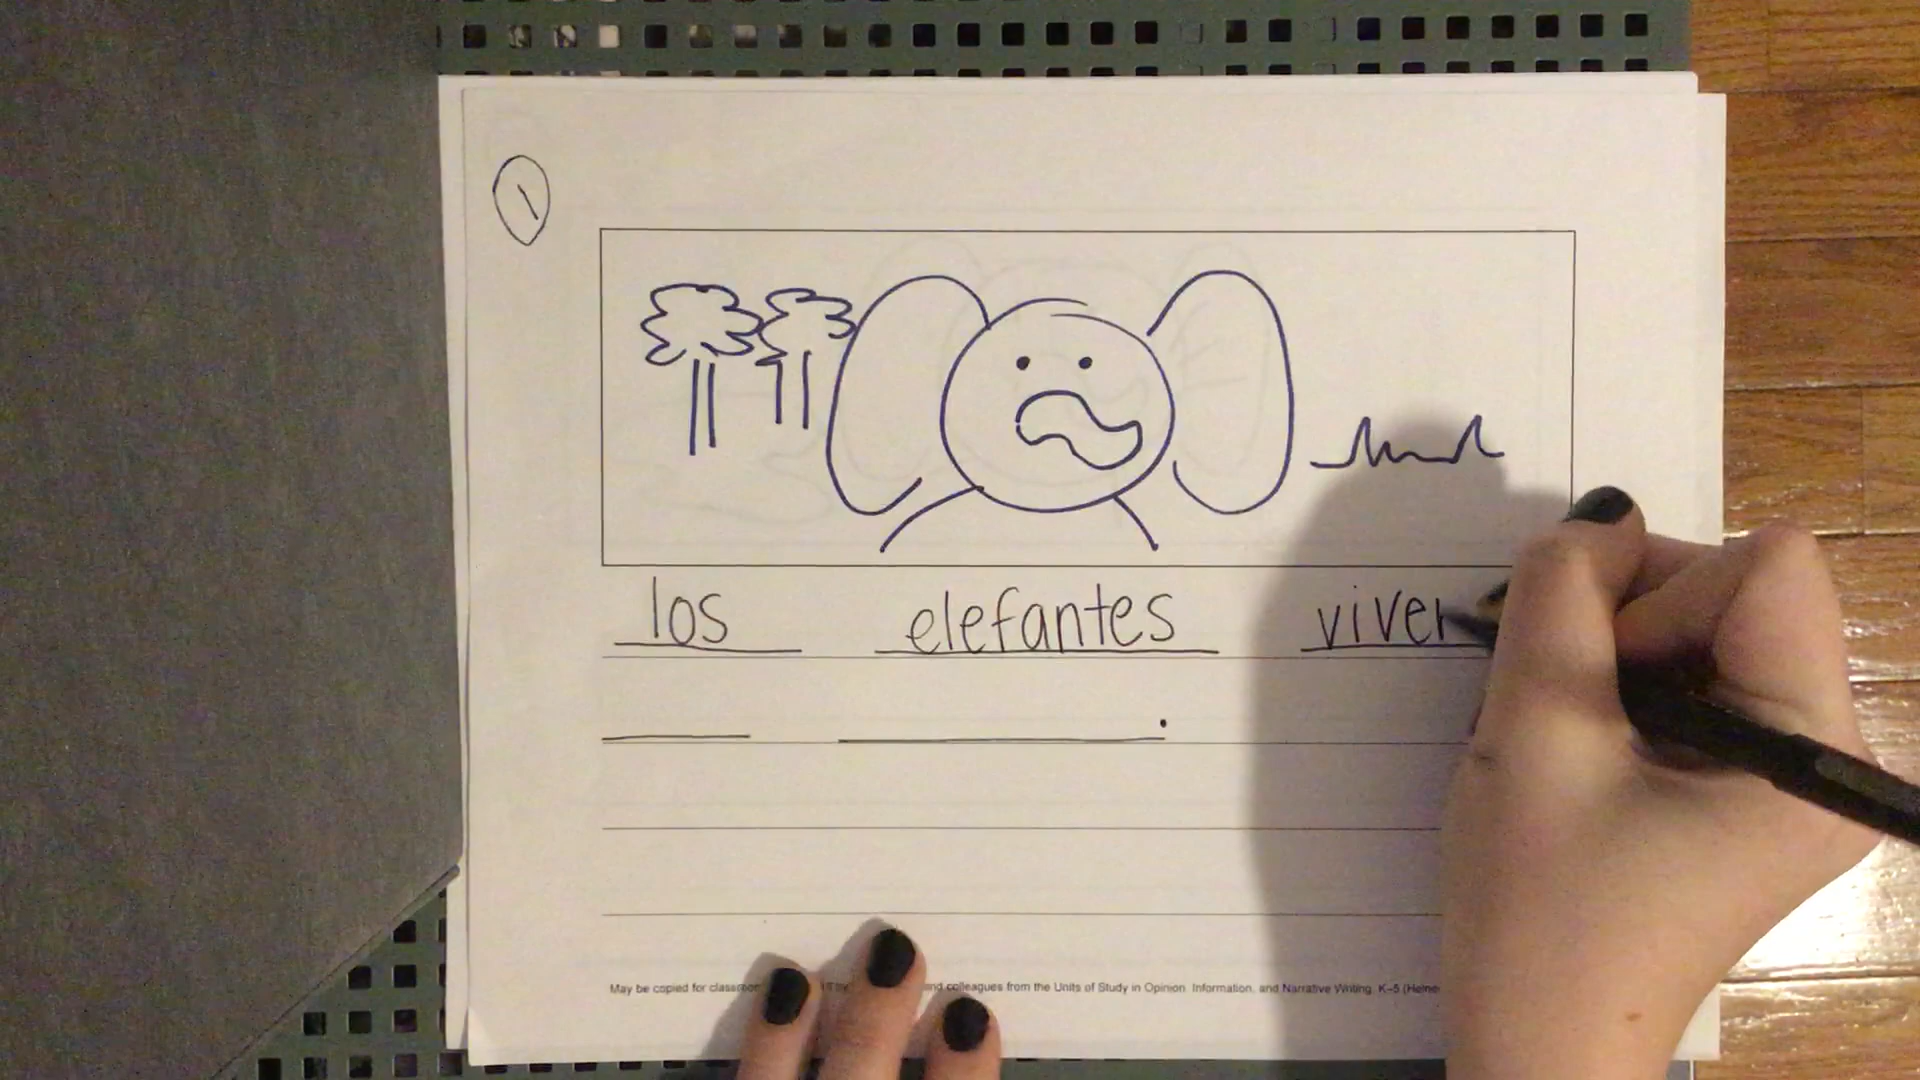 1
los elefantes viven
May be copied for classroom and colleagues from the Units of Study in Opinion, Information, and Narrative Writing, K–5